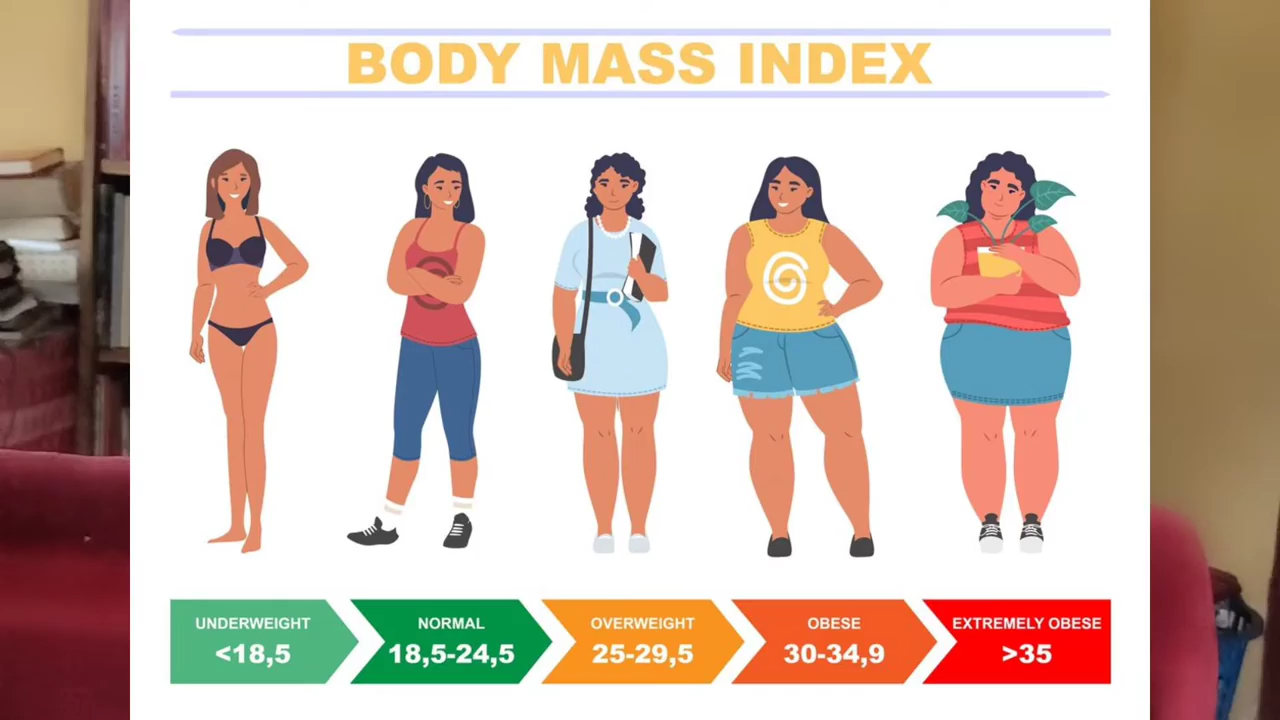 BODY MASS INDEX
UNDERWEIGHT
<18,5
NORMAL
18,5-24,5
OVERWEIGHT
25-29,5
OBESE
30-34,9
EXTREMELY OBESE
>35